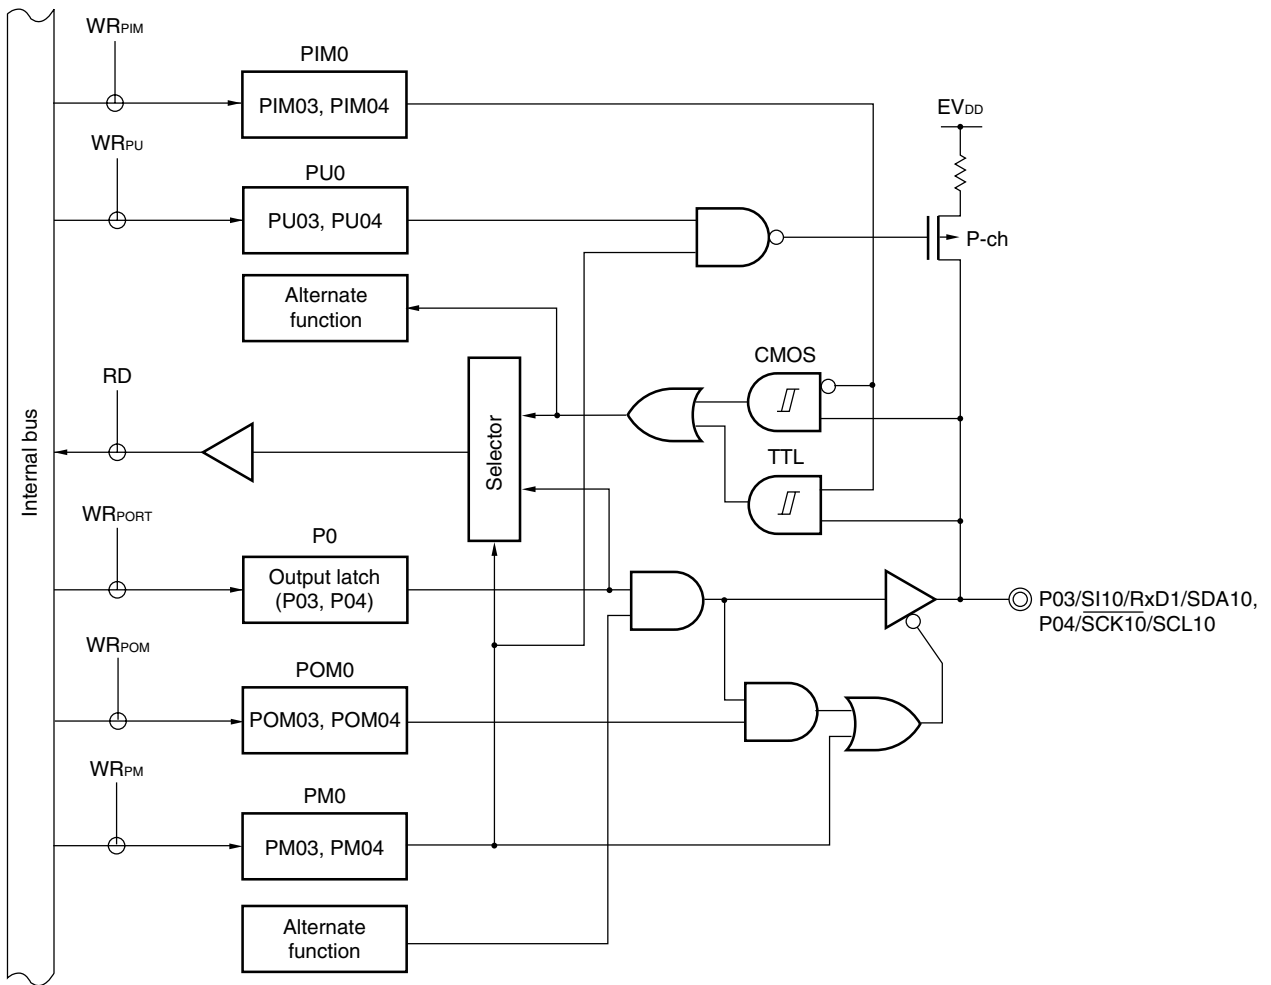 WRPIM
PIM0
PIM03, PIM04
EVDD
WRPU
PU0
PU03, PU04
P-ch
Alternate
function
CMOS
RD
Internal bus
Selector
TTL
WRPORT
P0
Output latch
(P03, P04)
P03/SI10/RxD1/SDA10,
P04/SCK10/SCL10
WRPOM
POM0
POM03, POM04
WRPM
PM0
PM03, PM04
Alternate
function